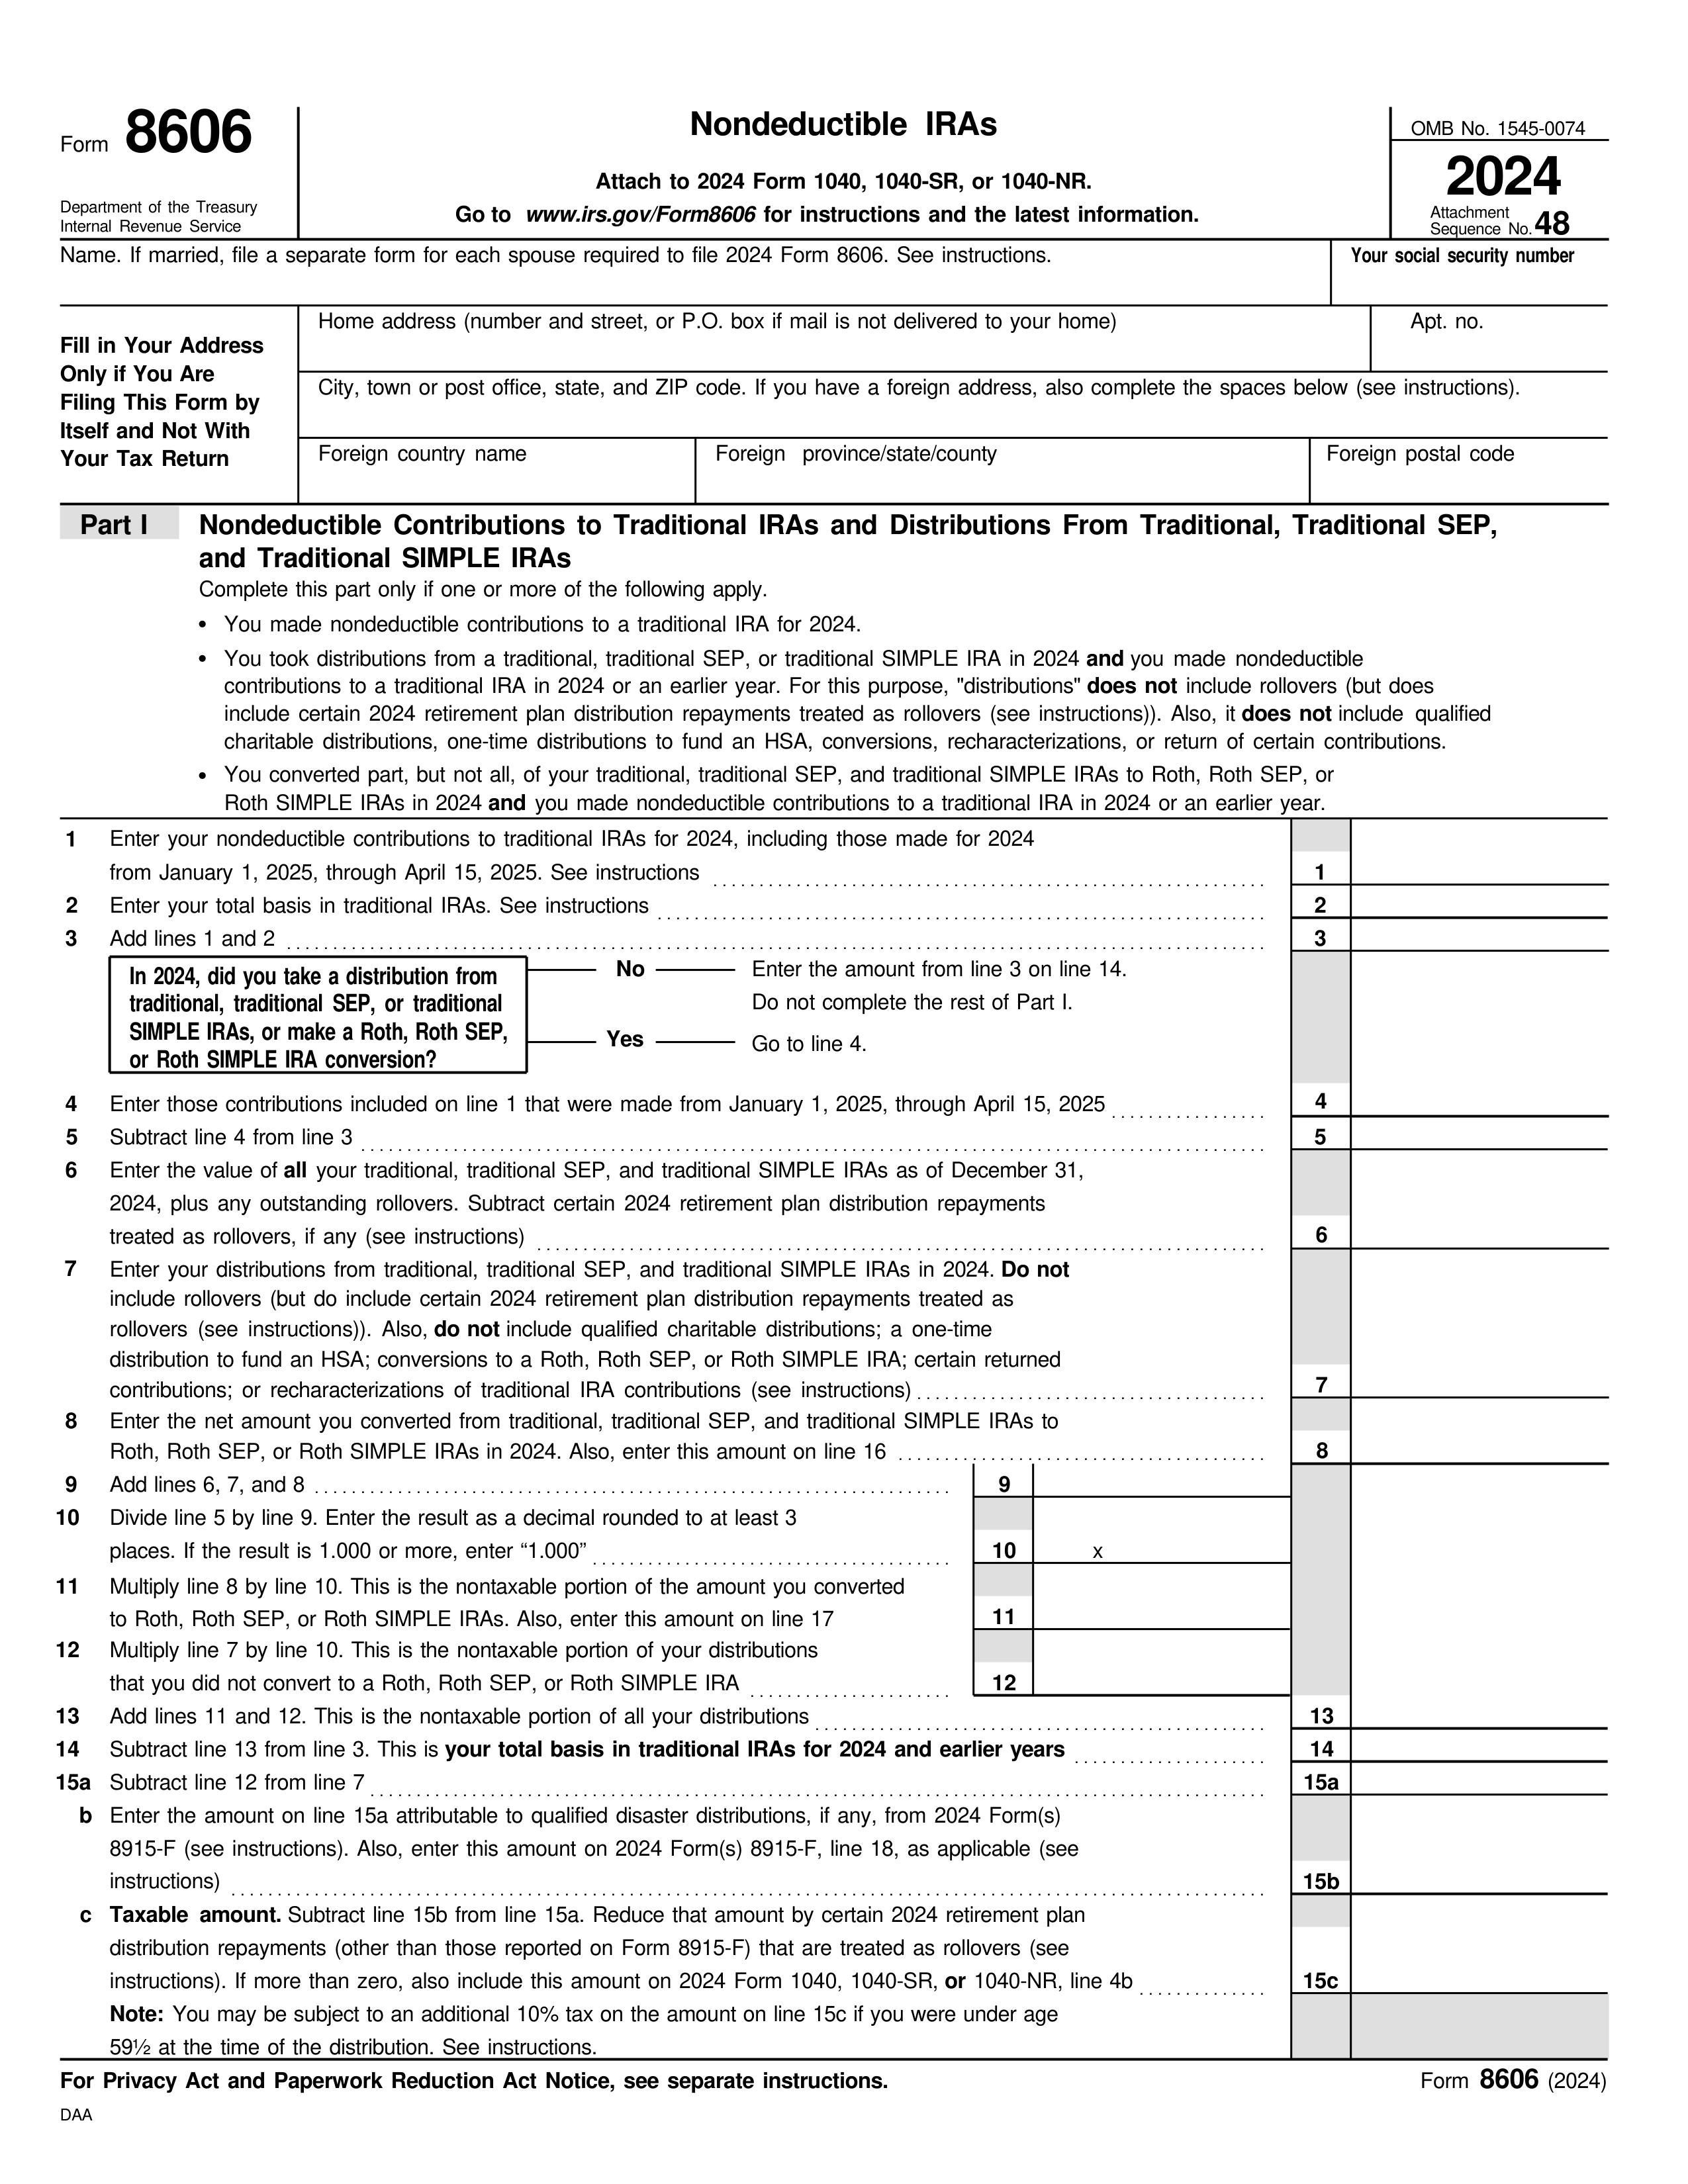 Form 8606
Department of the Treasury
Internal Revenue Service
Nondeductible IRAs
Attach to 2024 Form 1040, 1040-SR, or 1040-NR.
Go to www.irs.gov/Form8606 for instructions and the latest information.
OMB No. 1545-0074
2024
Attachment
Sequence No. 48
Name. If married, file a separate form for each spouse required to file 2024 Form 8606. See instructions.
Your social security number
Fill in Your Address
Only if You Are
Filing This Form by
Itself and Not With
Your Tax Return
Home address (number and street, or P.O. box if mail is not delivered to your home)
Apt. no.
City, town or post office, state, and ZIP code. If you have a foreign address, also complete the spaces below (see instructions).
Foreign country name
Foreign province/state/county
Foreign postal code
Part I Nondeductible Contributions to Traditional IRAs and Distributions From Traditional, Traditional SEP,
and Traditional SIMPLE IRAs
Complete this part only if one or more of the following apply.
• You made nondeductible contributions to a traditional IRA for 2024.
• You took distributions from a traditional, traditional SEP, or traditional SIMPLE IRA in 2024 and you made nondeductible
contributions to a traditional IRA in 2024 or an earlier year. For this purpose, "distributions" does not include rollovers (but does
include certain 2024 retirement plan distribution repayments treated as rollovers (see instructions)). Also, it does not include qualified
charitable distributions, one-time distributions to fund an HSA, conversions, recharacterizations, or return of certain contributions.
• You converted part, but not all, of your traditional, traditional SEP, and traditional SIMPLE IRAs to Roth, Roth SEP, or
Roth SIMPLE IRAs in 2024 and you made nondeductible contributions to a traditional IRA in 2024 or an earlier year.
1 Enter your nondeductible contributions to traditional IRAs for 2024, including those made for 2024
from January 1, 2025, through April 15, 2025. See instructions 1
2 Enter your total basis in traditional IRAs. See instructions 2
3 Add lines 1 and 2 3
In 2024, did you take a distribution from
traditional, traditional SEP, or traditional
SIMPLE IRAs, or make a Roth, Roth SEP,
or Roth SIMPLE IRA conversion?
No Enter the amount from line 3 on line 14.
Do not complete the rest of Part I.
Yes Go to line 4.
4 Enter those contributions included on line 1 that were made from January 1, 2025, through April 15, 2025 4
5 Subtract line 4 from line 3 5
6 Enter the value of all your traditional, traditional SEP, and traditional SIMPLE IRAs as of December 31,
2024, plus any outstanding rollovers. Subtract certain 2024 retirement plan distribution repayments
treated as rollovers, if any (see instructions) 6
7 Enter your distributions from traditional, traditional SEP, and traditional SIMPLE IRAs in 2024. Do not
include rollovers (but do include certain 2024 retirement plan distribution repayments treated as
rollovers (see instructions)). Also, do not include qualified charitable distributions; a one-time
distribution to fund an HSA; conversions to a Roth, Roth SEP, or Roth SIMPLE IRA; certain returned
contributions; or recharacterizations of traditional IRA contributions (see instructions) 7
8 Enter the net amount you converted from traditional, traditional SEP, and traditional SIMPLE IRAs to
Roth, Roth SEP, or Roth SIMPLE IRAs in 2024. Also, enter this amount on line 16 8
9 Add lines 6, 7, and 8 9
10 Divide line 5 by line 9. Enter the result as a decimal rounded to at least 3
places. If the result is 1.000 or more, enter “1.000” 10 x
11 Multiply line 8 by line 10. This is the nontaxable portion of the amount you converted
to Roth, Roth SEP, or Roth SIMPLE IRAs. Also, enter this amount on line 17 11
12 Multiply line 7 by line 10. This is the nontaxable portion of your distributions
that you did not convert to a Roth, Roth SEP, or Roth SIMPLE IRA 12
13 Add lines 11 and 12. This is the nontaxable portion of all your distributions 13
14 Subtract line 13 from line 3. This is your total basis in traditional IRAs for 2024 and earlier years 14
15a Subtract line 12 from line 7 15a
b Enter the amount on line 15a attributable to qualified disaster distributions, if any, from 2024 Form(s)
8915-F (see instructions). Also, enter this amount on 2024 Form(s) 8915-F, line 18, as applicable (see
instructions) 15b
c Taxable amount. Subtract line 15b from line 15a. Reduce that amount by certain 2024 retirement plan
distribution repayments (other than those reported on Form 8915-F) that are treated as rollovers (see
instructions). If more than zero, also include this amount on 2024 Form 1040, 1040-SR, or 1040-NR, line 4b 15c
Note: You may be subject to an additional 10% tax on the amount on line 15c if you were under age
59½ at the time of the distribution. See instructions.
For Privacy Act and Paperwork Reduction Act Notice, see separate instructions.
Form 8606 (2024)
DAA